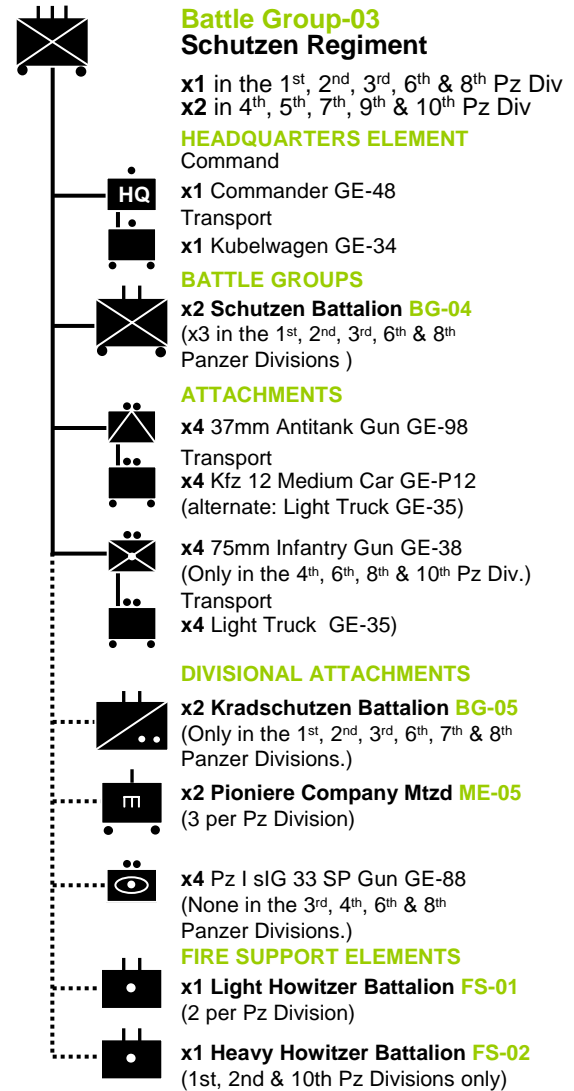 Battle Group-03
Schutzen Regiment
x1 in the 1st, 2nd, 3rd, 6th & 8th Pz Div
x2 in 4th, 5th, 7th, 9th & 10th Pz Div
HEADQUARTERS ELEMENT
Command
HQ
x1 Commander GE-48
Transport
x1 Kubelwagen GE-34
BATTLE GROUPS
x2 Schutzen Battalion BG-04
(x3 in the 1st, 2nd, 3rd, 6th & 8th
Panzer Divisions )
ATTACHMENTS
x4 37mm Antitank Gun GE-98
Transport
x4 Kfz 12 Medium Car GE-P12
(alternate: Light Truck GE-35)
x4 75mm Infantry Gun GE-38
(Only in the 4th, 6th, 8th & 10th Pz Div.)
Transport
x4 Light Truck GE-35)
DIVISIONAL ATTACHMENTS
x2 Kradschutzen Battalion BG-05
(Only in the 1st, 2nd, 3rd, 6th, 7th & 8th
Panzer Divisions.)
x2 Pioniere Company Mtzd ME-05
(3 per Pz Division)
x4 Pz I sIG 33 SP Gun GE-88
(None in the 3rd, 4th, 6th & 8th
Panzer Divisions.)
FIRE SUPPORT ELEMENTS
x1 Light Howitzer Battalion FS-01
(2 per Pz Division)
x1 Heavy Howitzer Battalion FS-02
(1st, 2nd & 10th Pz Divisions only)